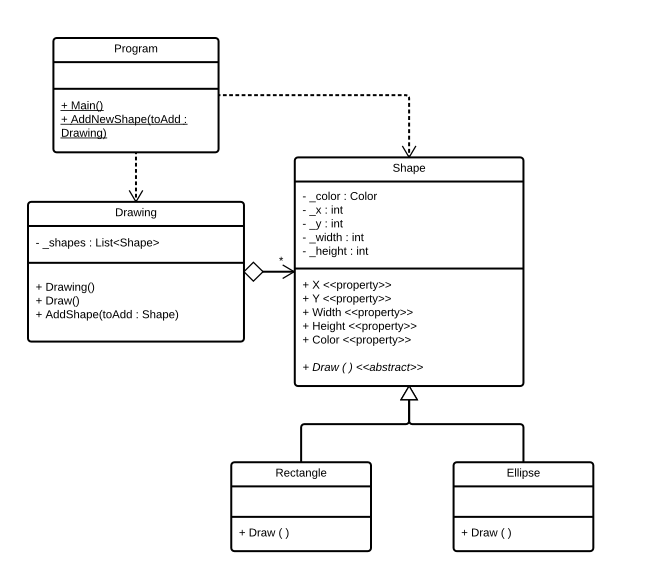 Program
+ Main()
+ AddNewShape(toAdd :
Drawing)
Drawing
- _shapes : List<Shape>
+ Drawing()
+ Draw()
+ AddShape(toAdd : Shape)
*
Shape
- _color : Color
- _x : int
- _y : int
- _width : int
- _height : int
+ X <<property>>
+ Y <<property>>
+ Width <<property>>
+ Height <<property>>
+ Color <<property>>
+ Draw ( ) <<abstract>>
Rectangle
+ Draw ( )
Ellipse
+ Draw ( )